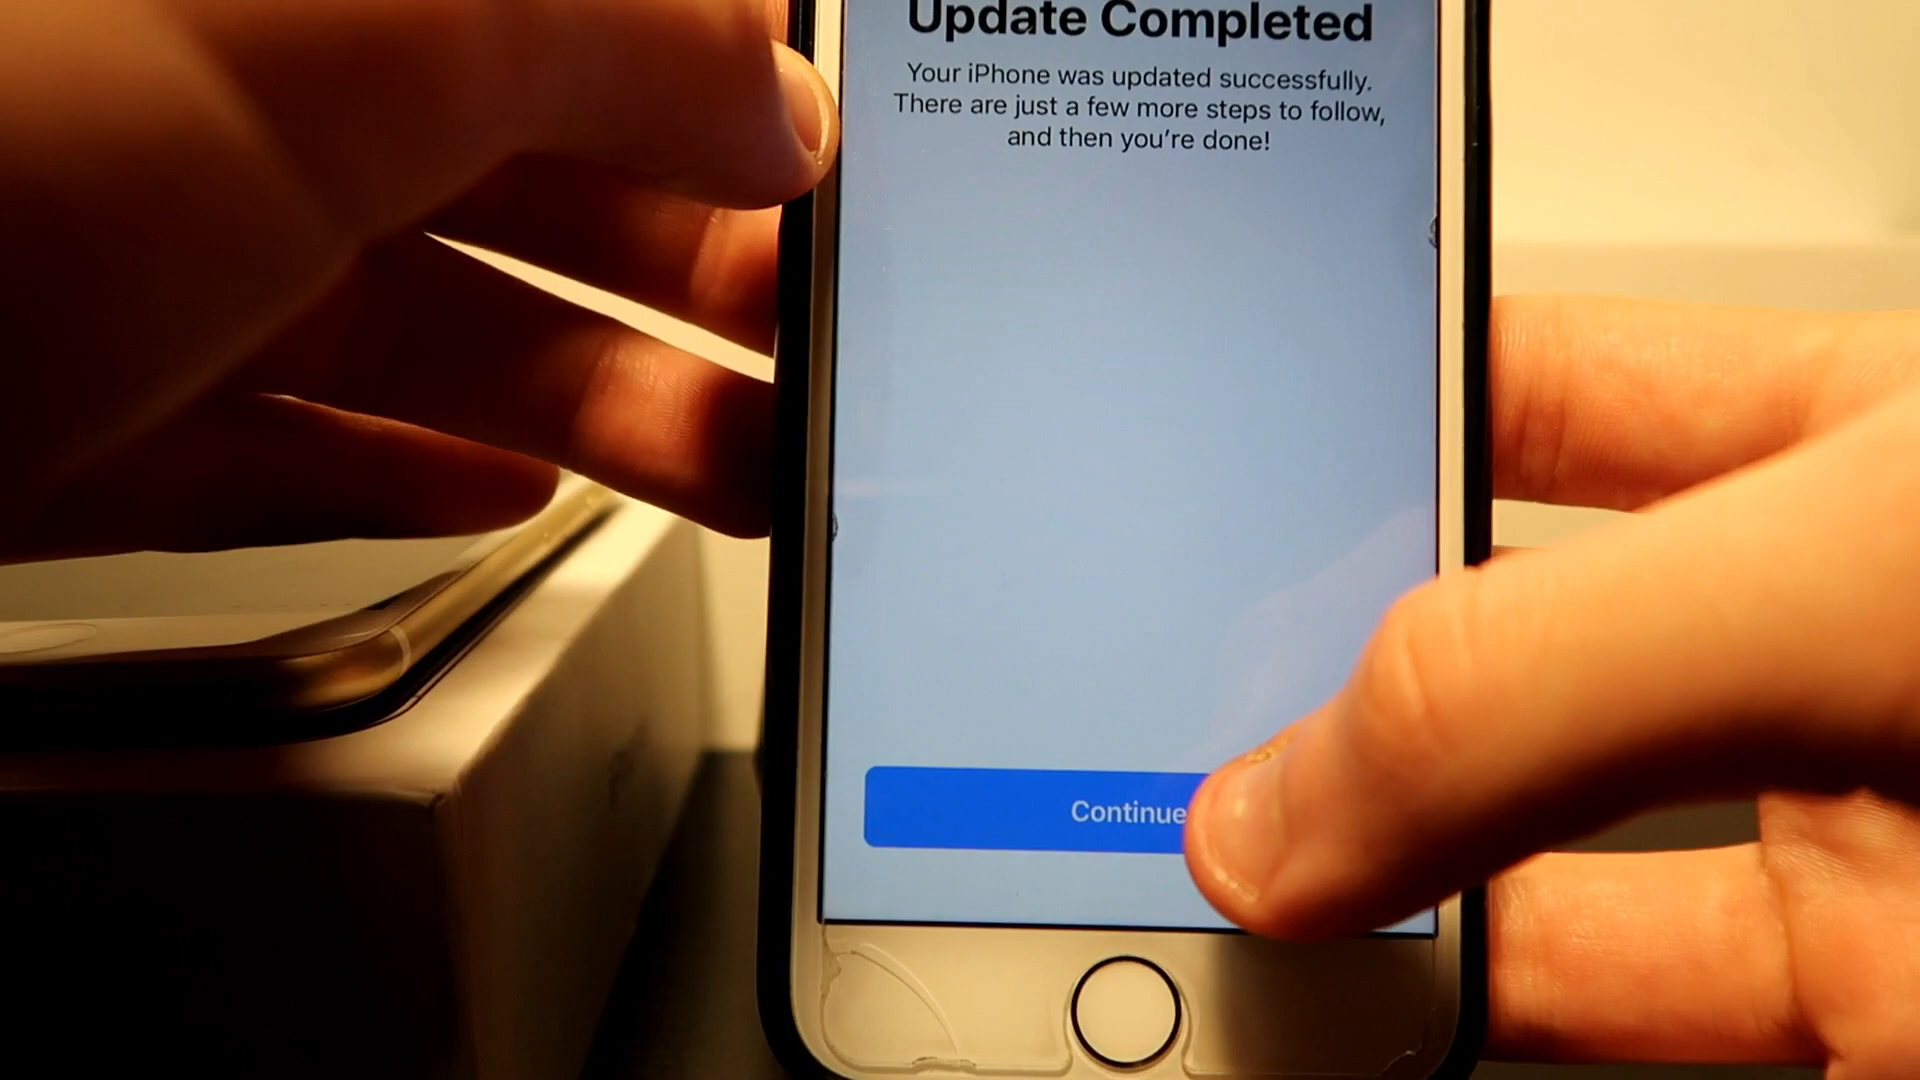 Update Completed
Your iPhone was updated successfully.
There are just a few more steps to follow,
and then you’re done!
Continue